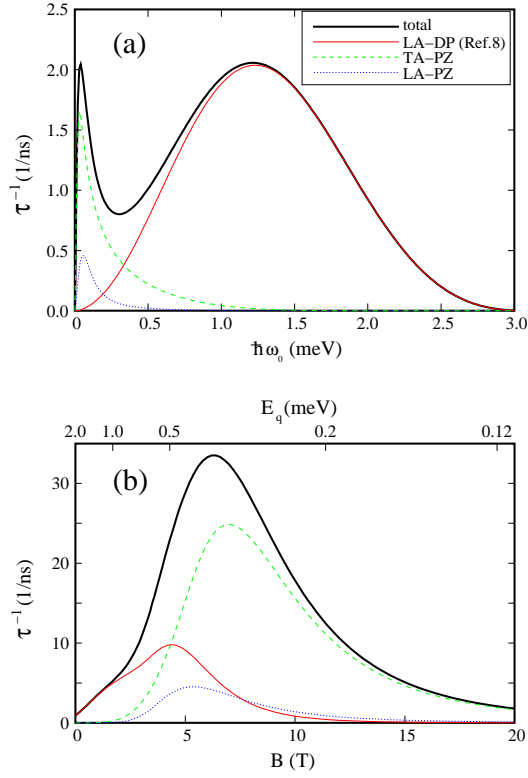 2.5
2.0
1.5
1.0
0.5
0.0
τ⁻¹ (1/ns)
(a)
total
LA−DP (Ref.8)
TA−PZ
LA−PZ
0 0.5 1.0 1.5 2.0 2.5 3.0
ħω₀ (meV)
E_q (meV)
2.0 1.0 0.5 0.2 0.12
(b)
30
20
10
0
τ⁻¹ (1/ns)
0 5 10 15 20
B (T)